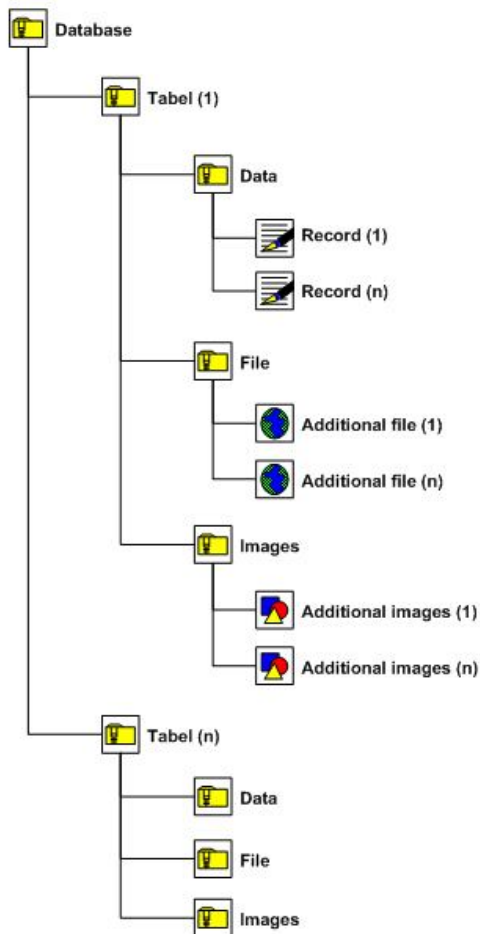 Database
Tabel (1)
Data
Record (1)
Record (n)
File
Additional file (1)
Additional file (n)
Images
Additional images (1)
Additional images (n)
Tabel (n)
Data
File
Images